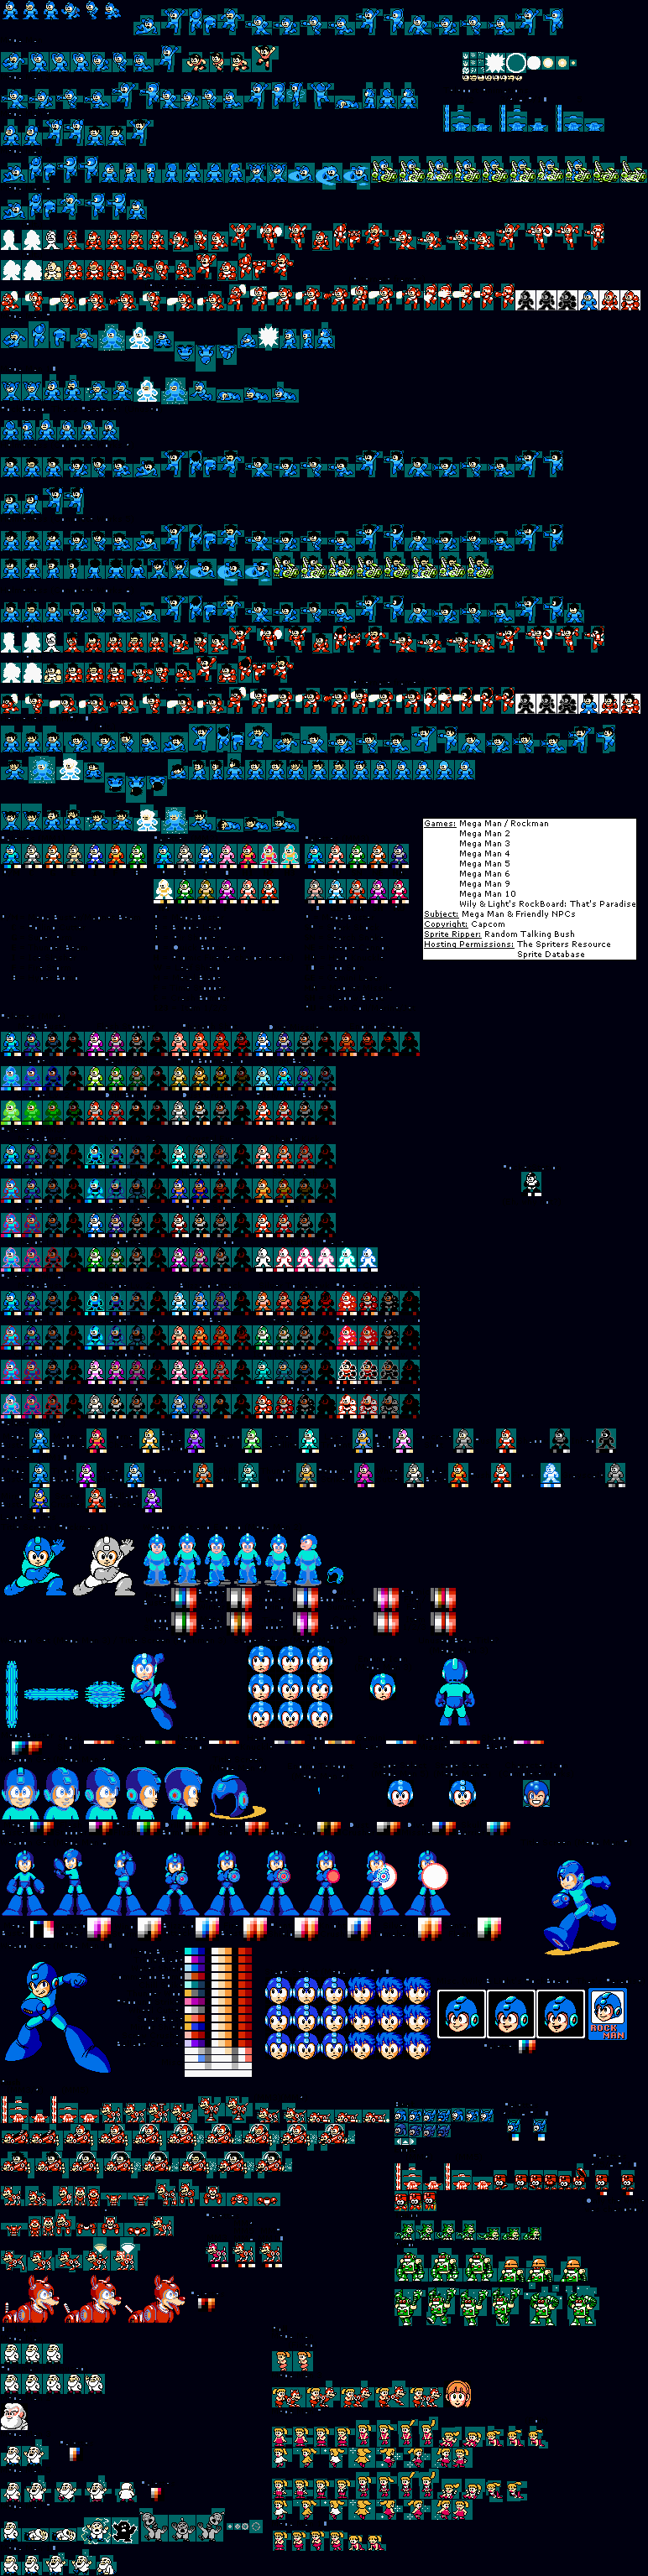 Games: Mega Man / Rockman
Mega Man 2
Mega Man 3
Mega Man 4
Mega Man 5
Mega Man 6
Mega Man 9
Mega Man 10
Wily & Light's RockBoard: That's Paradise
Subject: Mega Man & Friendly NPCs
Copyright: Capcom
Sprite Ripper: Random Talking Bush
Hosting Permissions: The Spriters Resource
Sprite Database
ROCK
MAN